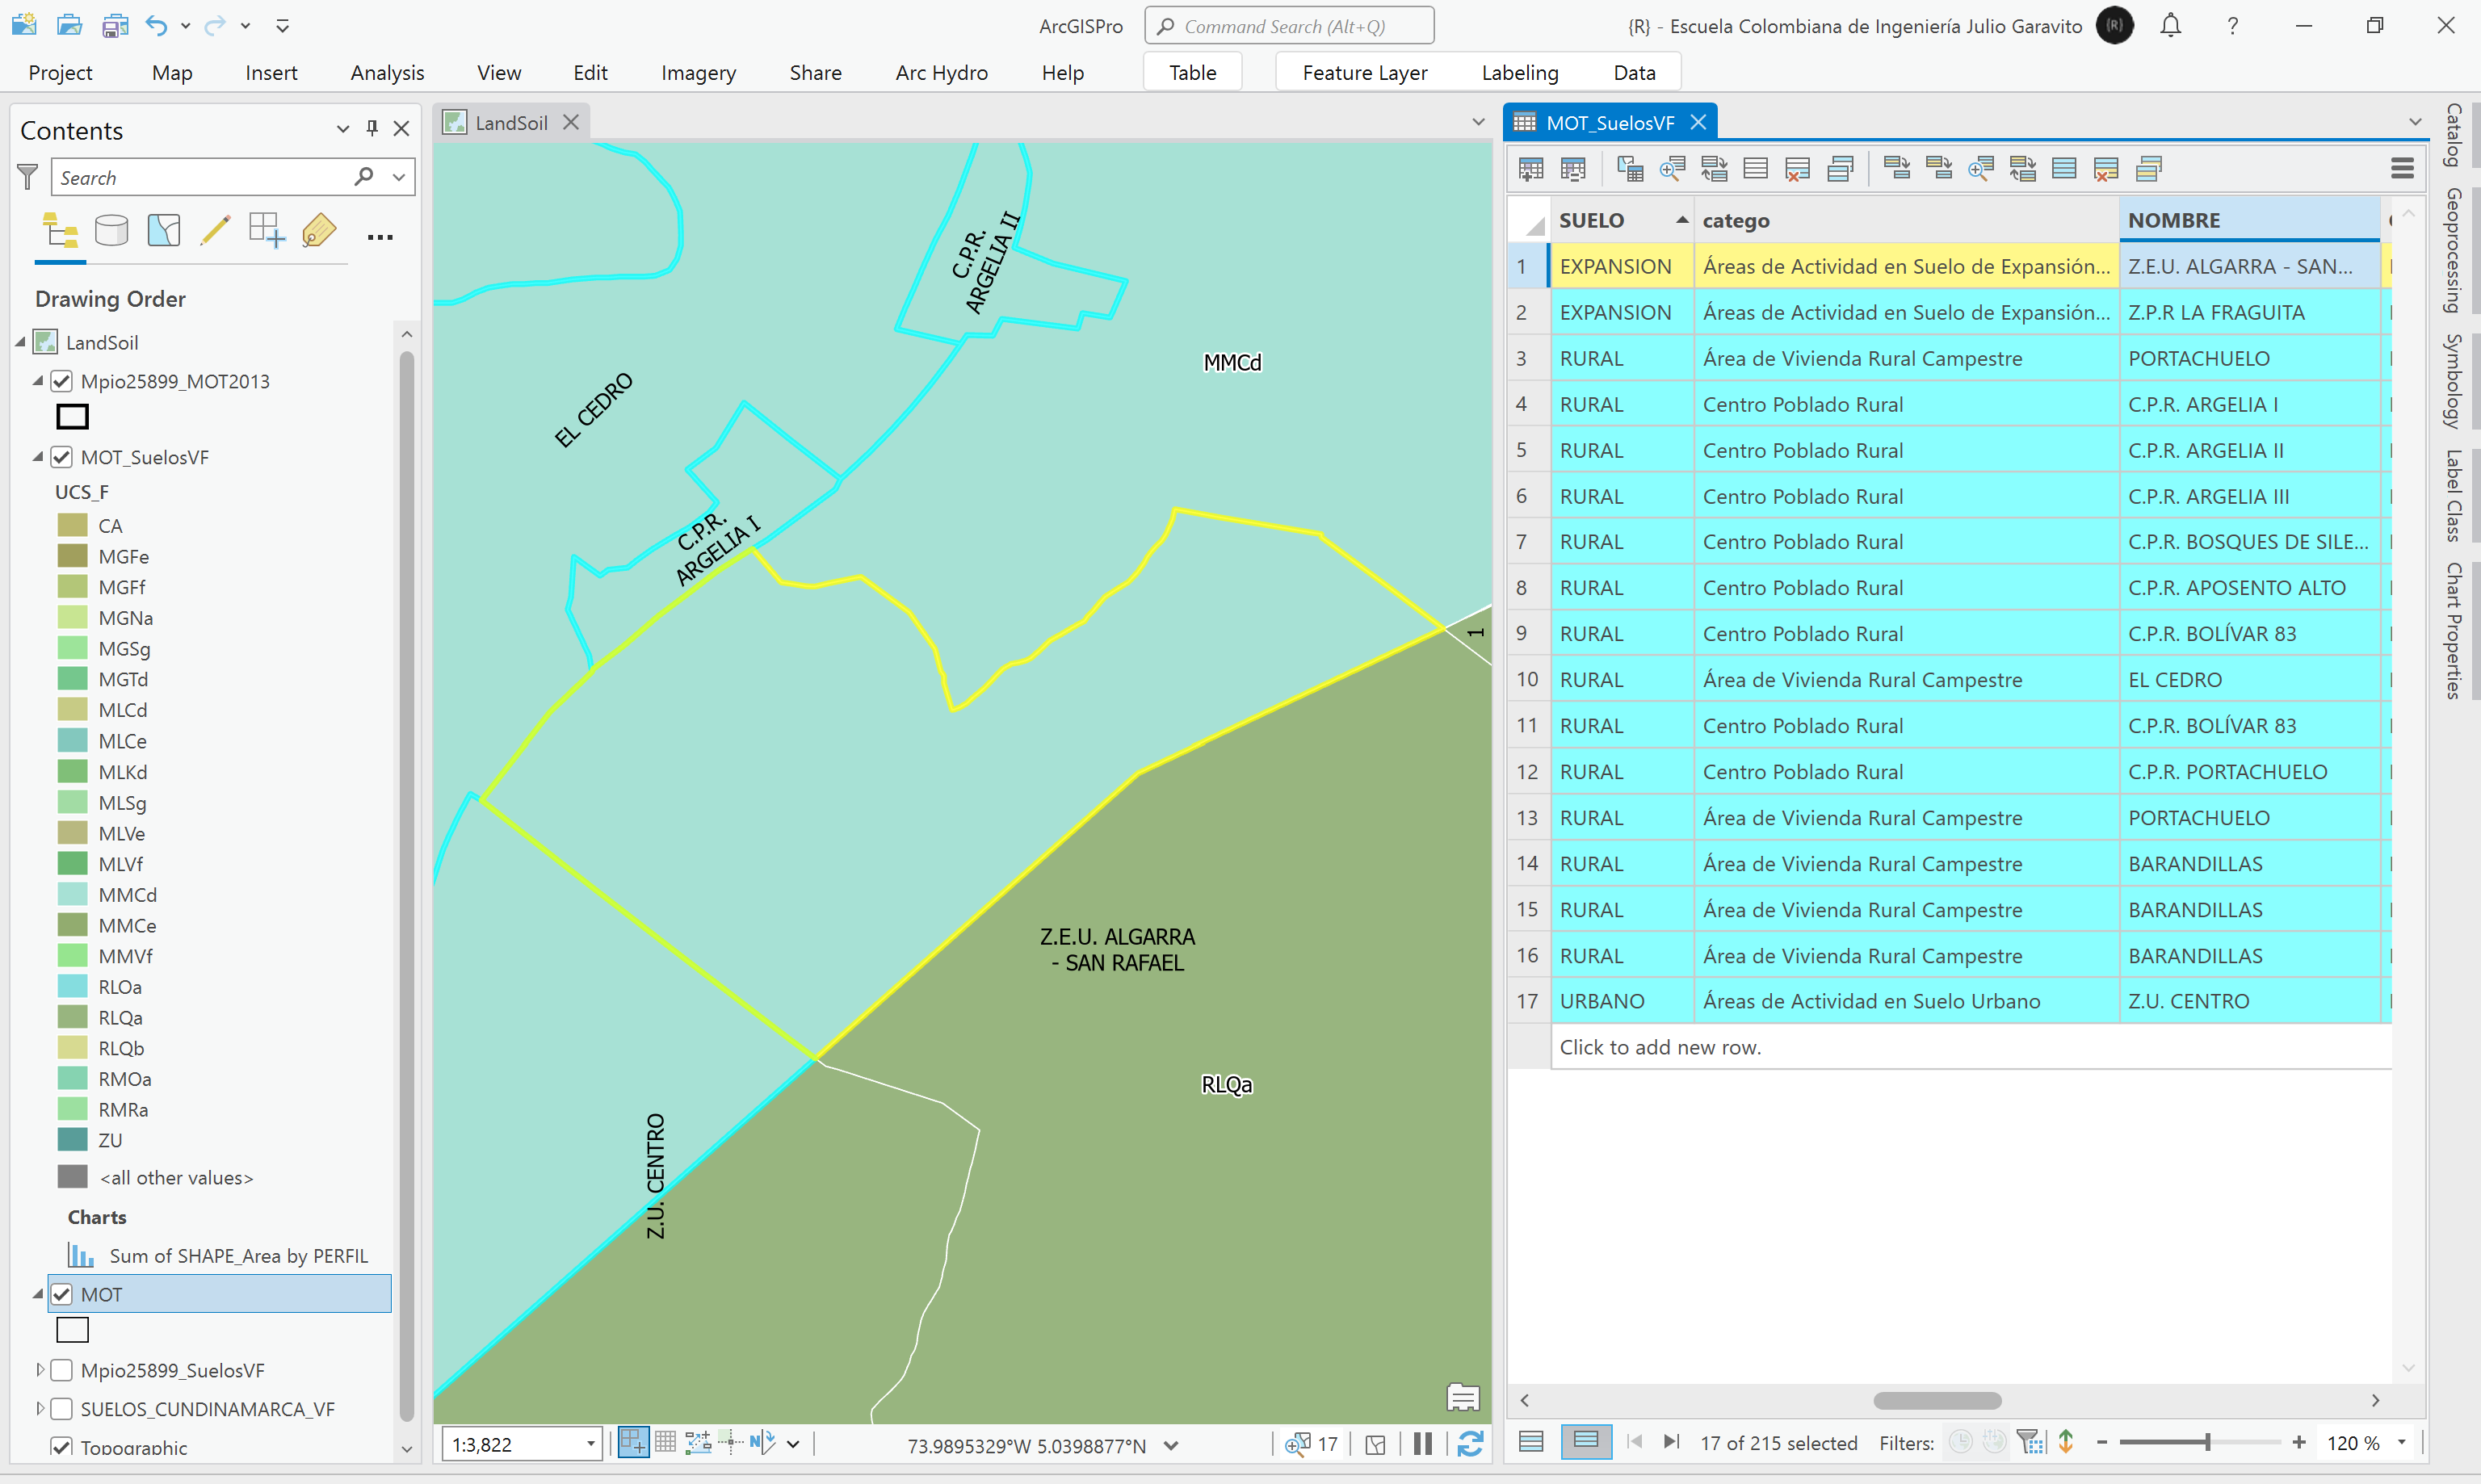 ArcGISPro
Command Search (Alt+Q)
{R} - Escuela Colombiana de Ingeniería Julio Garavito
{R}
?
Project Map Insert Analysis View Edit Imagery Share Arc Hydro Help Table Feature Layer Labeling Data
Contents
Search
Drawing Order
LandSoil
Mpio25899_MOT2013
MOT_SuelosVF
UCS_F
CA
MGFe
MGFf
MGNa
MGSg
MGTd
MLCd
MLCe
MLKd
MLSg
MLVe
MLVf
MMCd
MMCe
MMVf
RLOa
RLQa
RLQb
RMOa
RMRa
ZU
<all other values>
Charts
Sum of SHAPE_Area by PERFIL
MOT
Mpio25899_SuelosVF
SUELOS_CUNDINAMARCA_VF
Topographic
LandSoil
C.P.R.
ARGELIA II
MMCd
EL CEDRO
C.P.R.
ARGELIA I
1
Z.E.U. ALGARRA
- SAN RAFAEL
RLQa
Z.U. CENTRO
1:3,822
73.9895329°W 5.0398877°N
17
MOT_SuelosVF
SUELO catego NOMBRE
1 EXPANSION Áreas de Actividad en Suelo de Expansión... Z.E.U. ALGARRA - SAN...
2 EXPANSION Áreas de Actividad en Suelo de Expansión... Z.P.R LA FRAGUITA
3 RURAL Área de Vivienda Rural Campestre PORTACHUELO
4 RURAL Centro Poblado Rural C.P.R. ARGELIA I
5 RURAL Centro Poblado Rural C.P.R. ARGELIA II
6 RURAL Centro Poblado Rural C.P.R. ARGELIA III
7 RURAL Centro Poblado Rural C.P.R. BOSQUES DE SILE...
8 RURAL Centro Poblado Rural C.P.R. APOSENTO ALTO
9 RURAL Centro Poblado Rural C.P.R. BOLÍVAR 83
10 RURAL Área de Vivienda Rural Campestre EL CEDRO
11 RURAL Centro Poblado Rural C.P.R. BOLÍVAR 83
12 RURAL Centro Poblado Rural C.P.R. PORTACHUELO
13 RURAL Área de Vivienda Rural Campestre PORTACHUELO
14 RURAL Área de Vivienda Rural Campestre BARANDILLAS
15 RURAL Área de Vivienda Rural Campestre BARANDILLAS
16 RURAL Área de Vivienda Rural Campestre BARANDILLAS
17 URBANO Áreas de Actividad en Suelo Urbano Z.U. CENTRO
Click to add new row.
17 of 215 selected Filters: 120 %
Catalog
Geoprocessing
Symbology
Label Class
Chart Properties